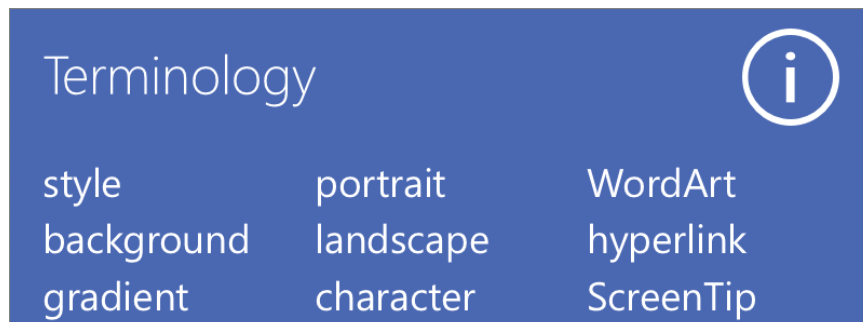 Terminology
style portrait WordArt
background landscape hyperlink
gradient character ScreenTip